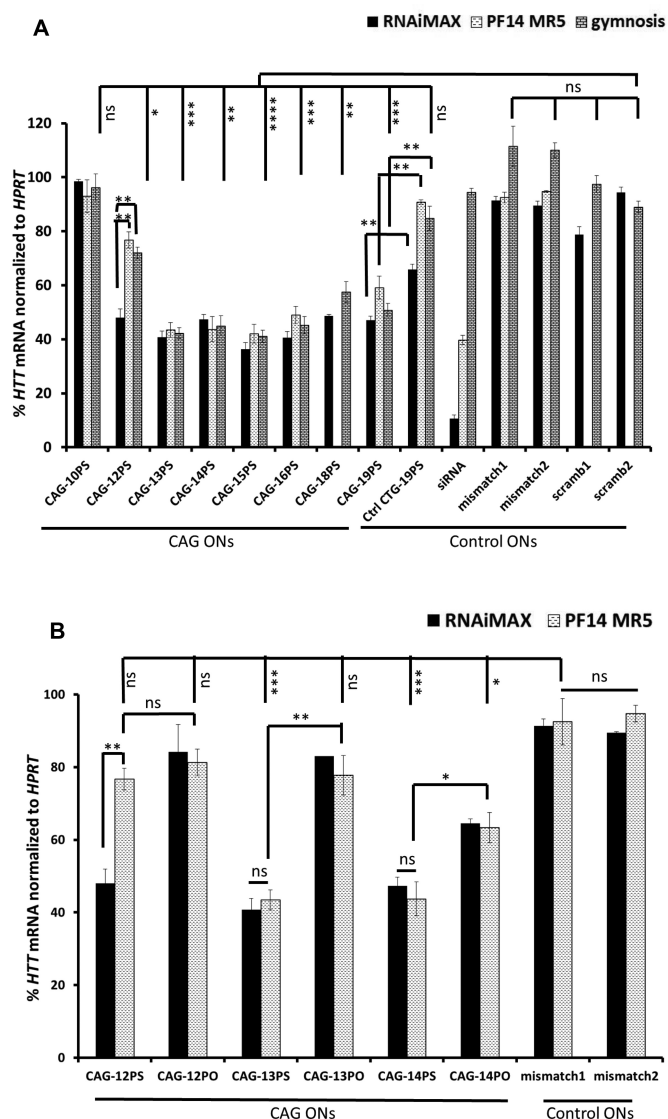 A
RNAiMAX PF14 MR5 gymnosis
ns * *** ** **** *** ** *** ns
ns
120
100
80
60
40
20
0
% HTT mRNA normalized to HPRT
**
**
**
**
**
CAG-10PS CAG-12PS CAG-13PS CAG-14PS CAG-15PS CAG-16PS CAG-18PS CAG-19PS Ctrl CTG-19PS siRNA mismatch1 mismatch2 scramb1 scramb2
CAG ONs Control ONs
B
RNAiMAX PF14 MR5
ns ns *** ns *** *
ns
100
80
60
40
20
0
% HTT mRNA normalized to HPRT
ns
**
**
*
ns
ns
CAG-12PS CAG-12PO CAG-13PS CAG-13PO CAG-14PS CAG-14PO mismatch1 mismatch2
CAG ONs Control ONs